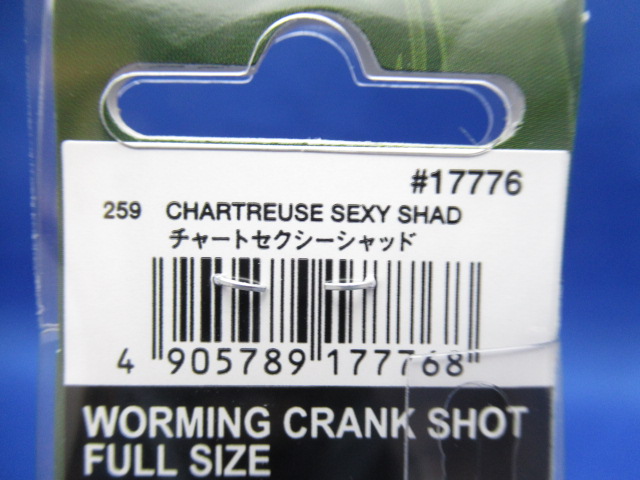 #17776
259 CHARTREUSE SEXY SHAD
チャートセクシーシャッド
4 905789 177768
WORMING CRANK SHOT
FULL SIZE